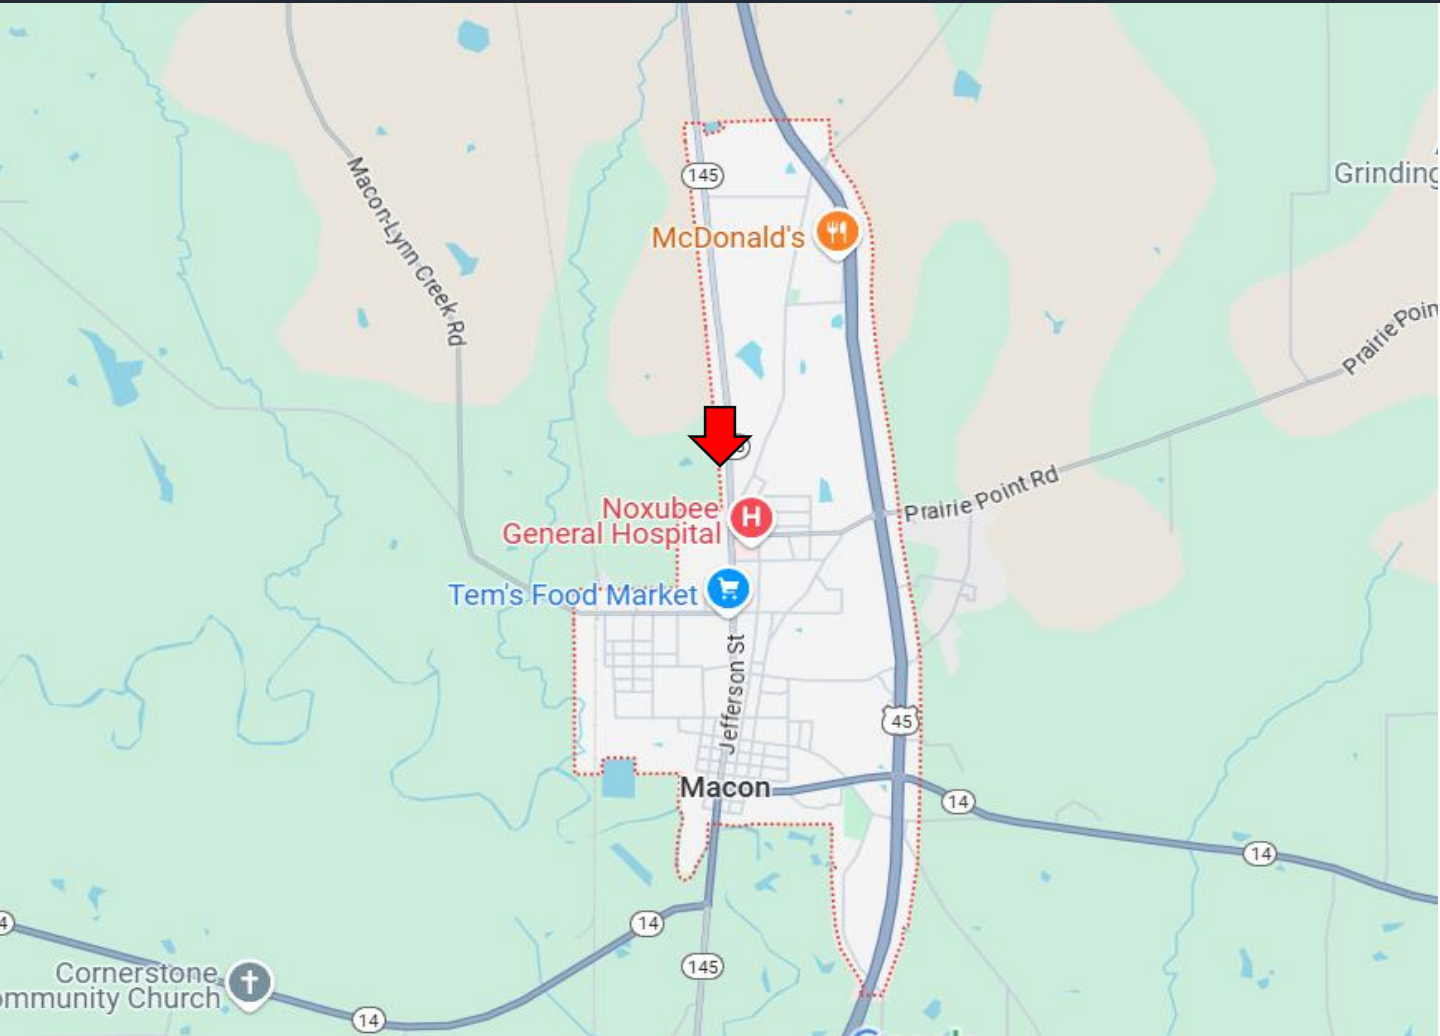 145
Macon-Lynn Creek Rd
Grinding
McDonald's
Prairie Poin
Prairie Point Rd
Noxubee
General Hospital
H
Tem's Food Market
Jefferson St
45
Macon
14
14
14
145
Cornerstone
ommunity Church
14